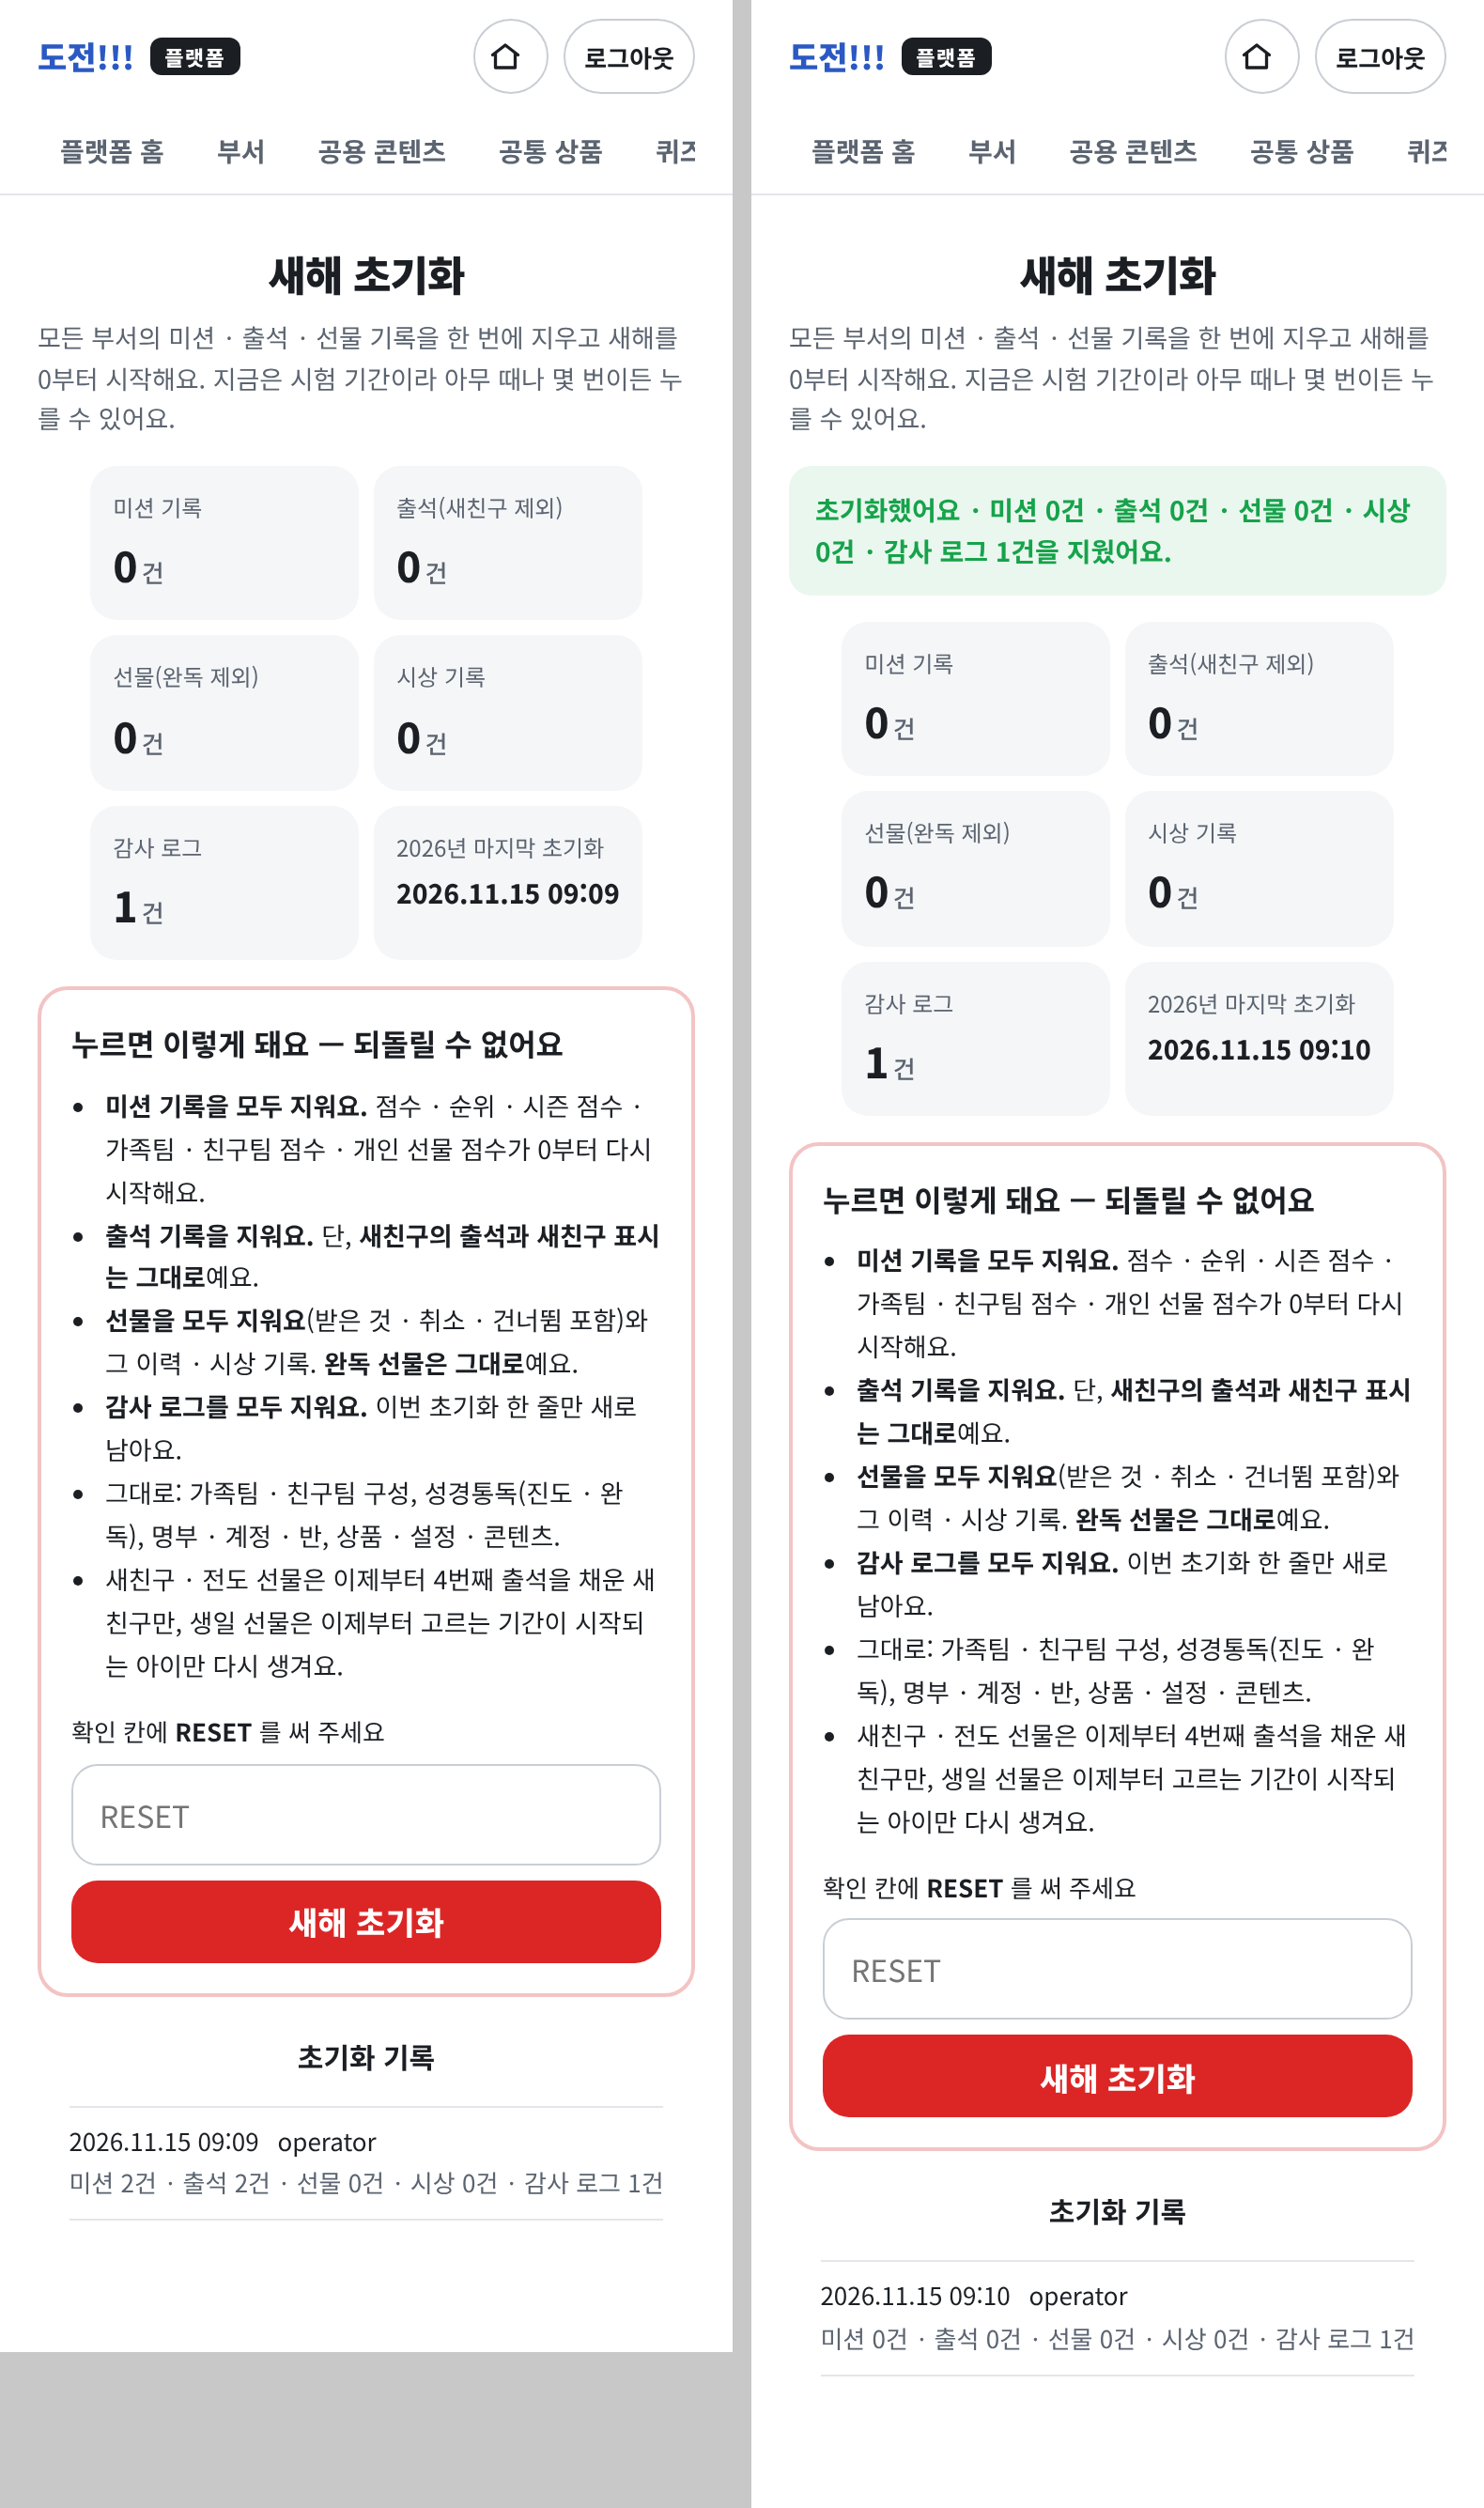 도전!!! 플랫폼 로그아웃
플랫폼 홈 부서 공용 콘텐츠 공통 상품 퀴즈
새해 초기화
모든 부서의 미션 · 출석 · 선물 기록을 한 번에 지우고 새해를
0부터 시작해요. 지금은 시험 기간이라 아무 때나 몇 번이든 누
를 수 있어요.
미션 기록 출석(새친구 제외)
0 건 0 건
선물(완독 제외) 시상 기록
0 건 0 건
감사 로그 2026년 마지막 초기화
1 건 2026.11.15 09:09
누르면 이렇게 돼요 — 되돌릴 수 없어요
• 미션 기록을 모두 지워요. 점수 · 순위 · 시즌 점수 ·
가족팀 · 친구팀 점수 · 개인 선물 점수가 0부터 다시
시작해요.
• 출석 기록을 지워요. 단, 새친구의 출석과 새친구 표시
는 그대로예요.
• 선물을 모두 지워요(받은 것 · 취소 · 건너뜀 포함)와
그 이력 · 시상 기록. 완독 선물은 그대로예요.
• 감사 로그를 모두 지워요. 이번 초기화 한 줄만 새로
남아요.
• 그대로: 가족팀 · 친구팀 구성, 성경통독(진도 · 완
독), 명부 · 계정 · 반, 상품 · 설정 · 콘텐츠.
• 새친구 · 전도 선물은 이제부터 4번째 출석을 채운 새
친구만, 생일 선물은 이제부터 고르는 기간이 시작되
는 아이만 다시 생겨요.
확인 칸에 RESET 를 써 주세요
RESET
새해 초기화
초기화 기록
2026.11.15 09:09 operator
미션 2건 · 출석 2건 · 선물 0건 · 시상 0건 · 감사 로그 1건
도전!!! 플랫폼 로그아웃
플랫폼 홈 부서 공용 콘텐츠 공통 상품 퀴즈
새해 초기화
모든 부서의 미션 · 출석 · 선물 기록을 한 번에 지우고 새해를
0부터 시작해요. 지금은 시험 기간이라 아무 때나 몇 번이든 누
를 수 있어요.
초기화했어요 · 미션 0건 · 출석 0건 · 선물 0건 · 시상
0건 · 감사 로그 1건을 지웠어요.
미션 기록 출석(새친구 제외)
0 건 0 건
선물(완독 제외) 시상 기록
0 건 0 건
감사 로그 2026년 마지막 초기화
1 건 2026.11.15 09:10
누르면 이렇게 돼요 — 되돌릴 수 없어요
• 미션 기록을 모두 지워요. 점수 · 순위 · 시즌 점수 ·
가족팀 · 친구팀 점수 · 개인 선물 점수가 0부터 다시
시작해요.
• 출석 기록을 지워요. 단, 새친구의 출석과 새친구 표시
는 그대로예요.
• 선물을 모두 지워요(받은 것 · 취소 · 건너뜀 포함)와
그 이력 · 시상 기록. 완독 선물은 그대로예요.
• 감사 로그를 모두 지워요. 이번 초기화 한 줄만 새로
남아요.
• 그대로: 가족팀 · 친구팀 구성, 성경통독(진도 · 완
독), 명부 · 계정 · 반, 상품 · 설정 · 콘텐츠.
• 새친구 · 전도 선물은 이제부터 4번째 출석을 채운 새
친구만, 생일 선물은 이제부터 고르는 기간이 시작되
는 아이만 다시 생겨요.
확인 칸에 RESET 를 써 주세요
RESET
새해 초기화
초기화 기록
2026.11.15 09:10 operator
미션 0건 · 출석 0건 · 선물 0건 · 시상 0건 · 감사 로그 1건